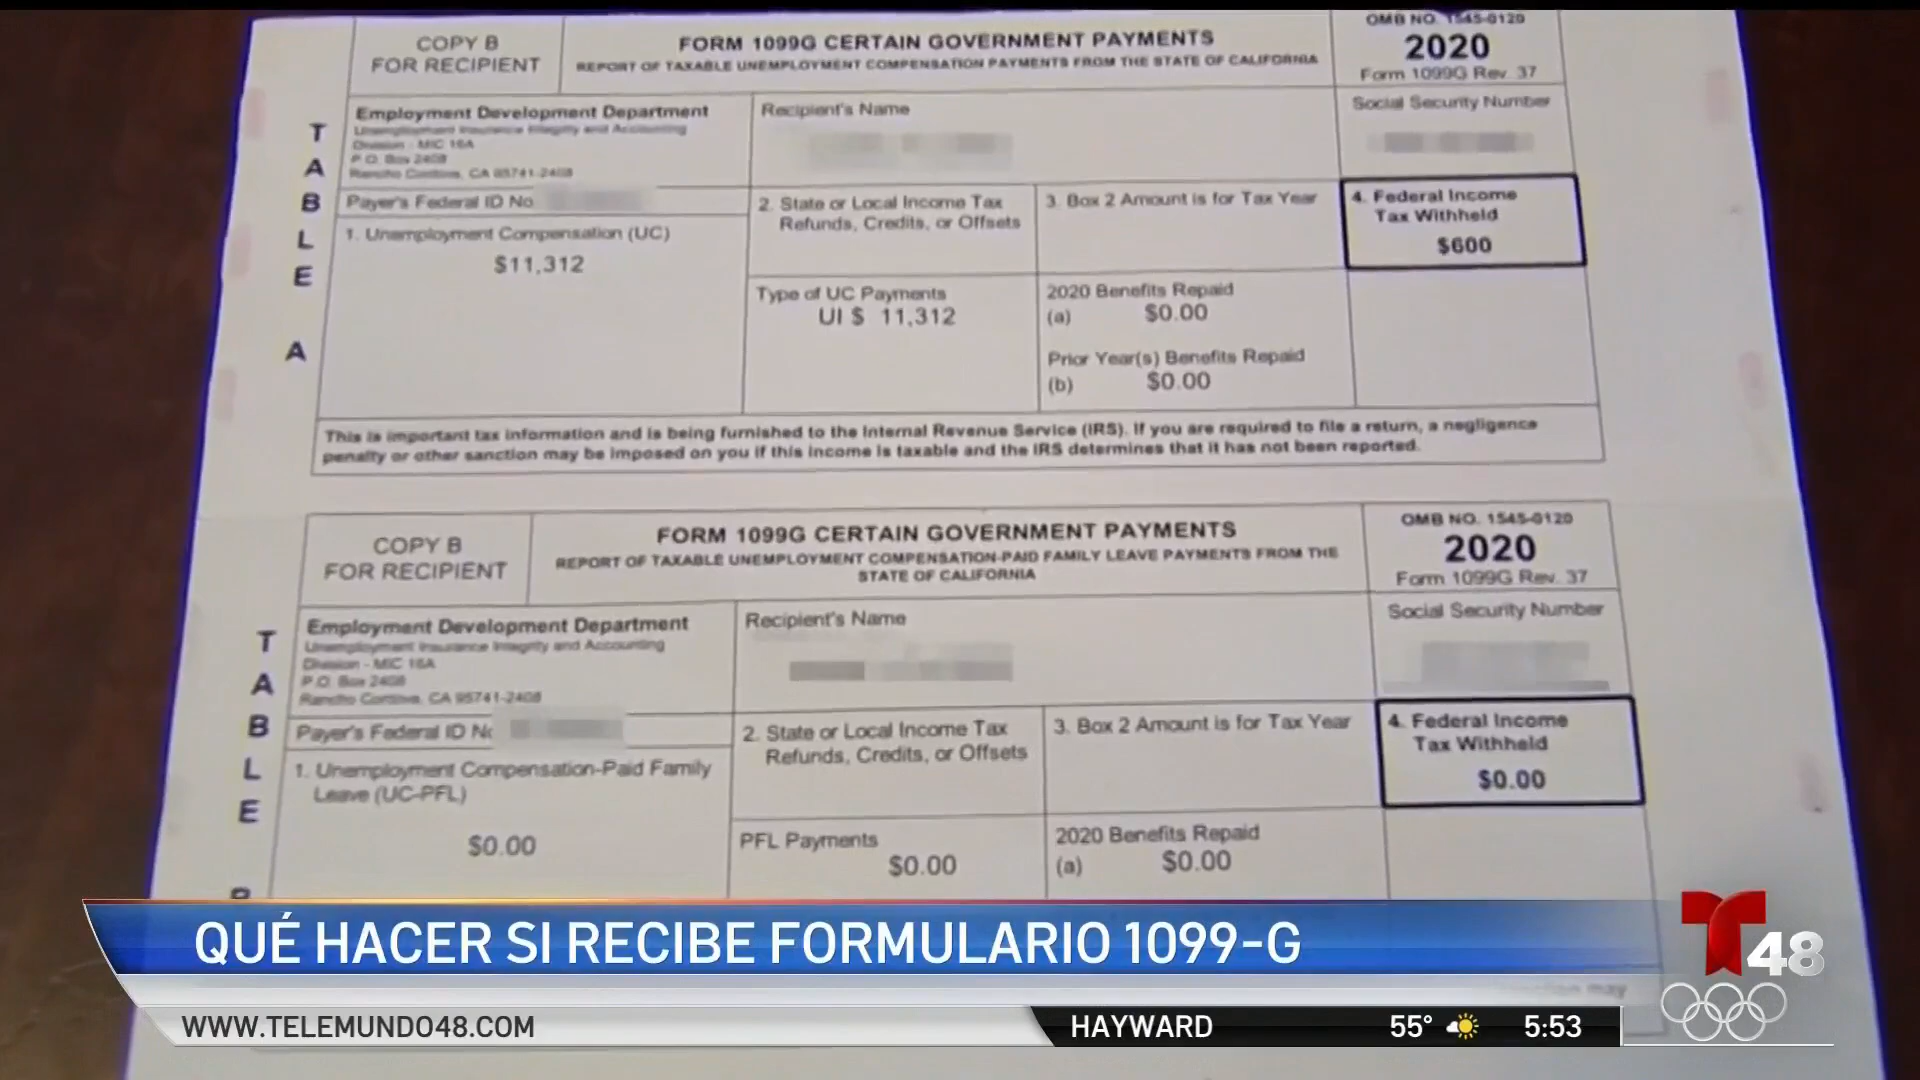 COPY B
FOR RECIPIENT
FORM 1099G CERTAIN GOVERNMENT PAYMENTS
REPORT OF TAXABLE UNEMPLOYMENT COMPENSATION PAYMENTS FROM THE STATE OF CALIFORNIA
OMB NO. 1545-0120
2020
Form 1099G Rev. 37
TABLE A
Employment Development Department
Unemployment Insurance Integrity and Accounting
Division - MIC 16A
P.O. Box 2408
Rancho Cordova, CA 95741-2408
Recipient's Name
Social Security Number
Payer's Federal ID No
1. Unemployment Compensation (UC)
$11,312
2. State or Local Income Tax
Refunds, Credits, or Offsets
3. Box 2 Amount is for Tax Year
4. Federal Income
Tax Withheld
$600
Type of UC Payments
UI $ 11,312
2020 Benefits Repaid
(a) $0.00
Prior Year(s) Benefits Repaid
(b) $0.00
This is important tax information and is being furnished to the Internal Revenue Service (IRS). If you are required to file a return, a negligence
penalty or other sanction may be imposed on you if this income is taxable and the IRS determines that it has not been reported.
COPY B
FOR RECIPIENT
FORM 1099G CERTAIN GOVERNMENT PAYMENTS
REPORT OF TAXABLE UNEMPLOYMENT COMPENSATION-PAID FAMILY LEAVE PAYMENTS FROM THE
STATE OF CALIFORNIA
OMB NO. 1545-0120
2020
Form 1099G Rev. 37
TABLE B
Employment Development Department
Unemployment Insurance Integrity and Accounting
Division - MIC 16A
P.O. Box 2408
Rancho Cordova, CA 95741-2408
Recipient's Name
Social Security Number
Payer's Federal ID No
1. Unemployment Compensation-Paid Family
Leave (UC-PFL)
$0.00
2. State or Local Income Tax
Refunds, Credits, or Offsets
3. Box 2 Amount is for Tax Year
4. Federal Income
Tax Withheld
$0.00
PFL Payments
$0.00
2020 Benefits Repaid
(a) $0.00
QUÉ HACER SI RECIBE FORMULARIO 1099-G
T 48
WWW.TELEMUNDO48.COM
HAYWARD 55° 5:53